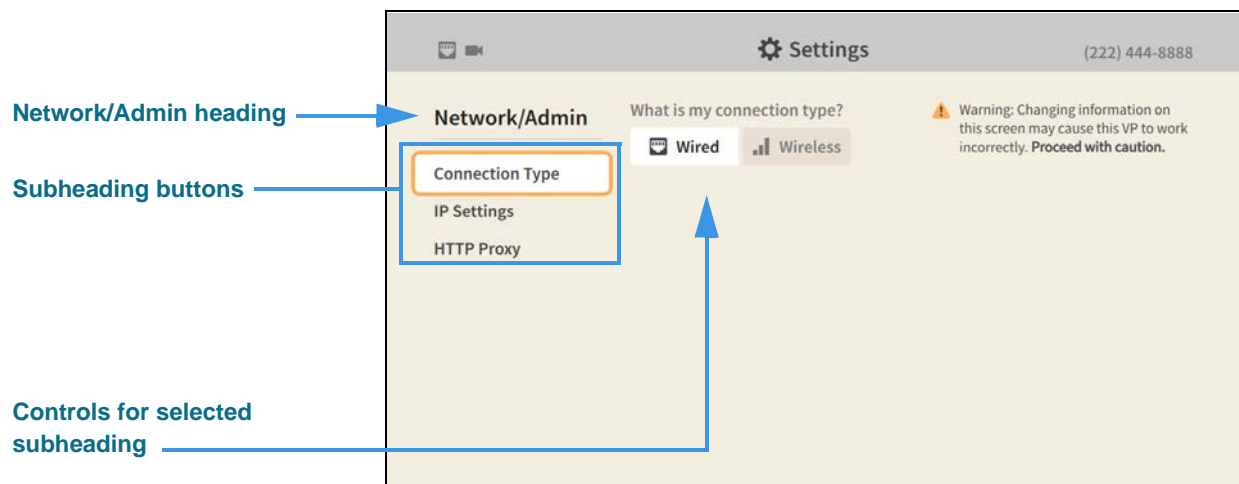 Settings
(222) 444-8888
Network/Admin heading
Subheading buttons
Controls for selected
subheading
Network/Admin
Connection Type
IP Settings
HTTP Proxy
What is my connection type?
Wired
Wireless
Warning: Changing information on
this screen may cause this VP to work
incorrectly. Proceed with caution.